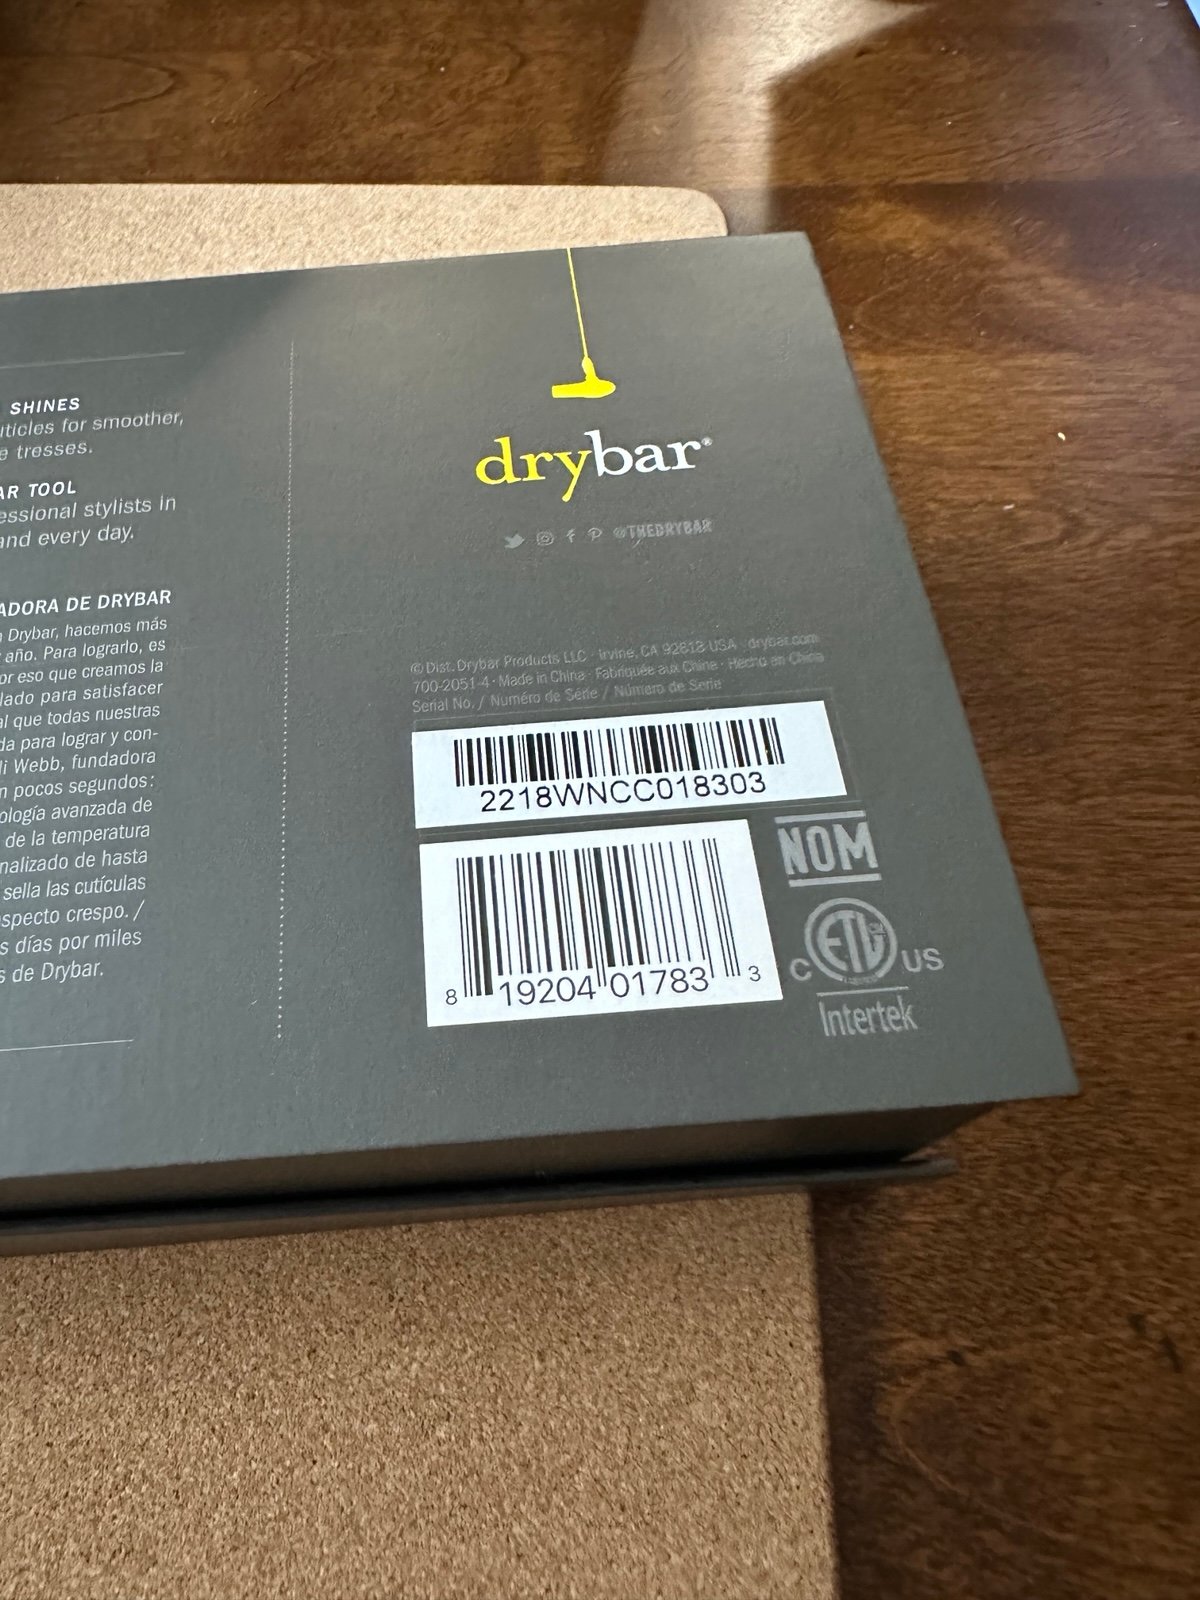 SHINES
uticles for smoother,
e tresses.
AR TOOL
essional stylists in
and every day.
ADORA DE DRYBAR
n Drybar, hacemos más
año. Para lograrlo, es
or eso que creamos la
lado para satisfacer
al que todas nuestras
da para lograr y con-
li Webb, fundadora
n pocos segundos:
ología avanzada de
de la temperatura
nalizado de hasta
sella las cutículas
specto crespo. /
s días por miles
s de Drybar.
drybar®
@THEDRYBAR
© Dist. Drybar Products LLC · Irvine, CA 92618 USA · drybar.com
700-2051-4 · Made in China · Fabriquée aux Chine · Hecho en China
Serial No. / Numéro de Série / Número de Serie
2218WNCC018303
8 19204 01783 3
NOM
C ETL US
Intertek